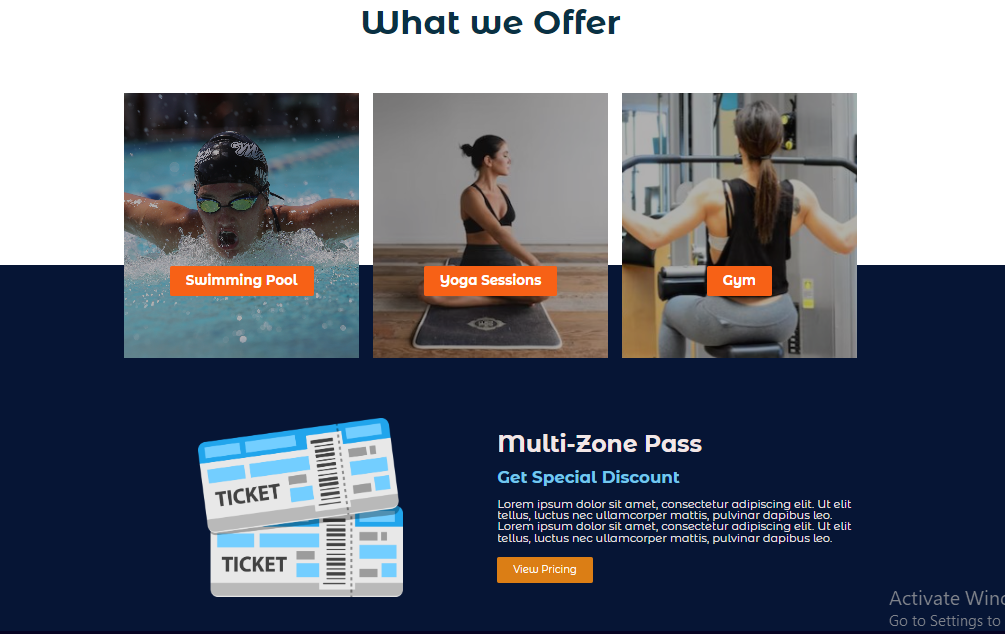 What we Offer
Swimming Pool
Yoga Sessions
Gym
TICKET
TICKET
Multi-Zone Pass
Get Special Discount
Lorem ipsum dolor sit amet, consectetur adipiscing elit. Ut elit
tellus, luctus nec ullamcorper mattis, pulvinar dapibus leo.
Lorem ipsum dolor sit amet, consectetur adipiscing elit. Ut elit
tellus, luctus nec ullamcorper mattis, pulvinar dapibus leo.
View Pricing
Activate Wind
Go to Settings to